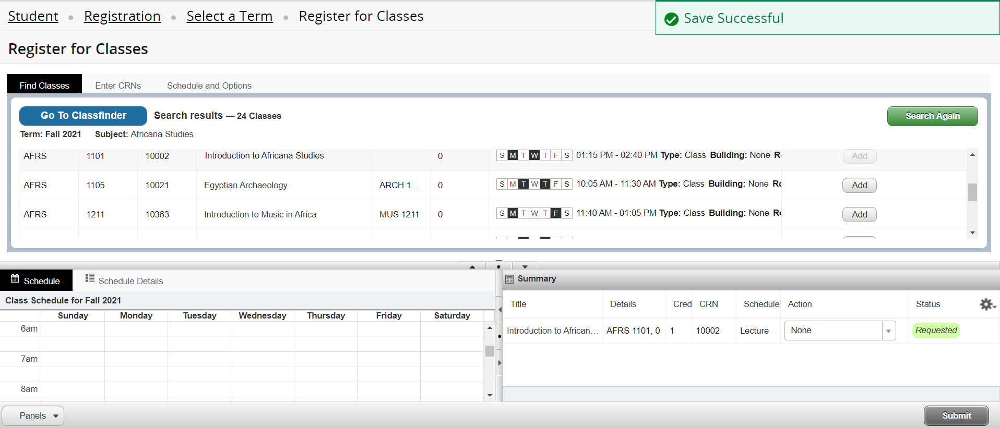 Student • Registration • Select a Term • Register for Classes
Save Successful
Register for Classes
Find Classes Enter CRNs Schedule and Options
Go To Classfinder Search results — 24 Classes Search Again
Term: Fall 2021 Subject: Africana Studies
AFRS 1101 10002 Introduction to Africana Studies 0 S M T W T F S 01:15 PM - 02:40 PM Type: Class Building: None Add
AFRS 1105 10021 Egyptian Archaeology ARCH 1... 0 S M T W T F S 10:05 AM - 11:30 AM Type: Class Building: None Add
AFRS 1211 10363 Introduction to Music in Africa MUS 1211 0 S M T W T F S 11:40 AM - 01:05 PM Type: Class Building: None Add
Schedule Schedule Details
Class Schedule for Fall 2021
Sunday Monday Tuesday Wednesday Thursday Friday Saturday
6am
7am
8am
Summary
Title Details Cred CRN Schedule Action Status
Introduction to African... AFRS 1101, 0 1 10002 Lecture None Requested
Panels Submit